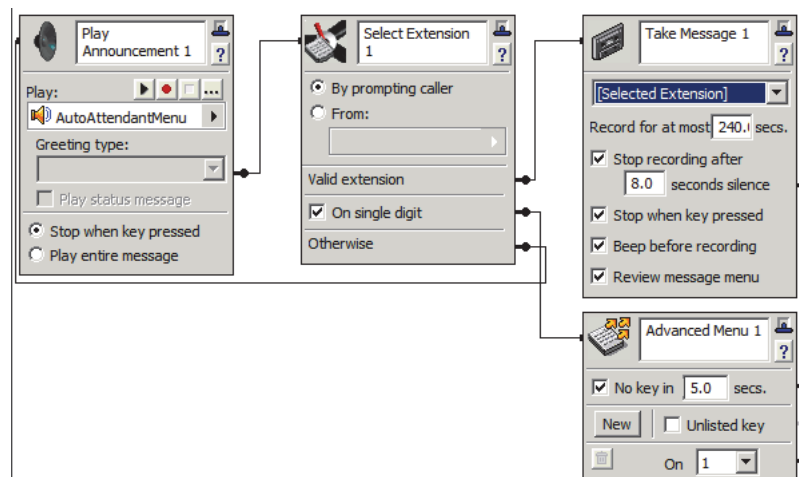 Play
Announcement 1
?
Play:
...
AutoAttendantMenu
Greeting type:
Play status message
Stop when key pressed
Play entire message
Select Extension
1
?
By prompting caller
From:
Valid extension
On single digit
Otherwise
Take Message 1
?
[Selected Extension]
Record for at most 240.( secs.
Stop recording after
8.0 seconds silence
Stop when key pressed
Beep before recording
Review message menu
Advanced Menu 1
?
No key in 5.0 secs.
New Unlisted key
On 1